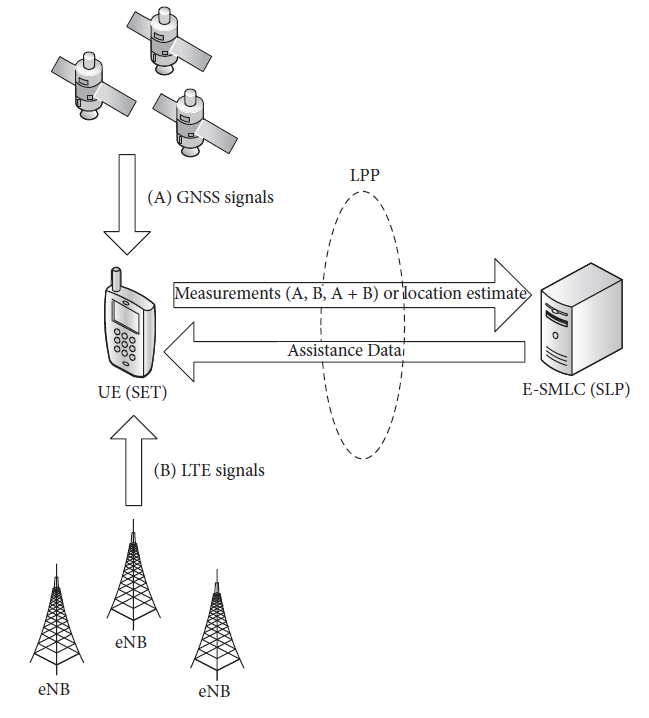 LPP
(A) GNSS signals
Measurements (A, B, A + B) or location estimate
Assistance Data
UE (SET)
E-SMLC (SLP)
(B) LTE signals
eNB
eNB
eNB